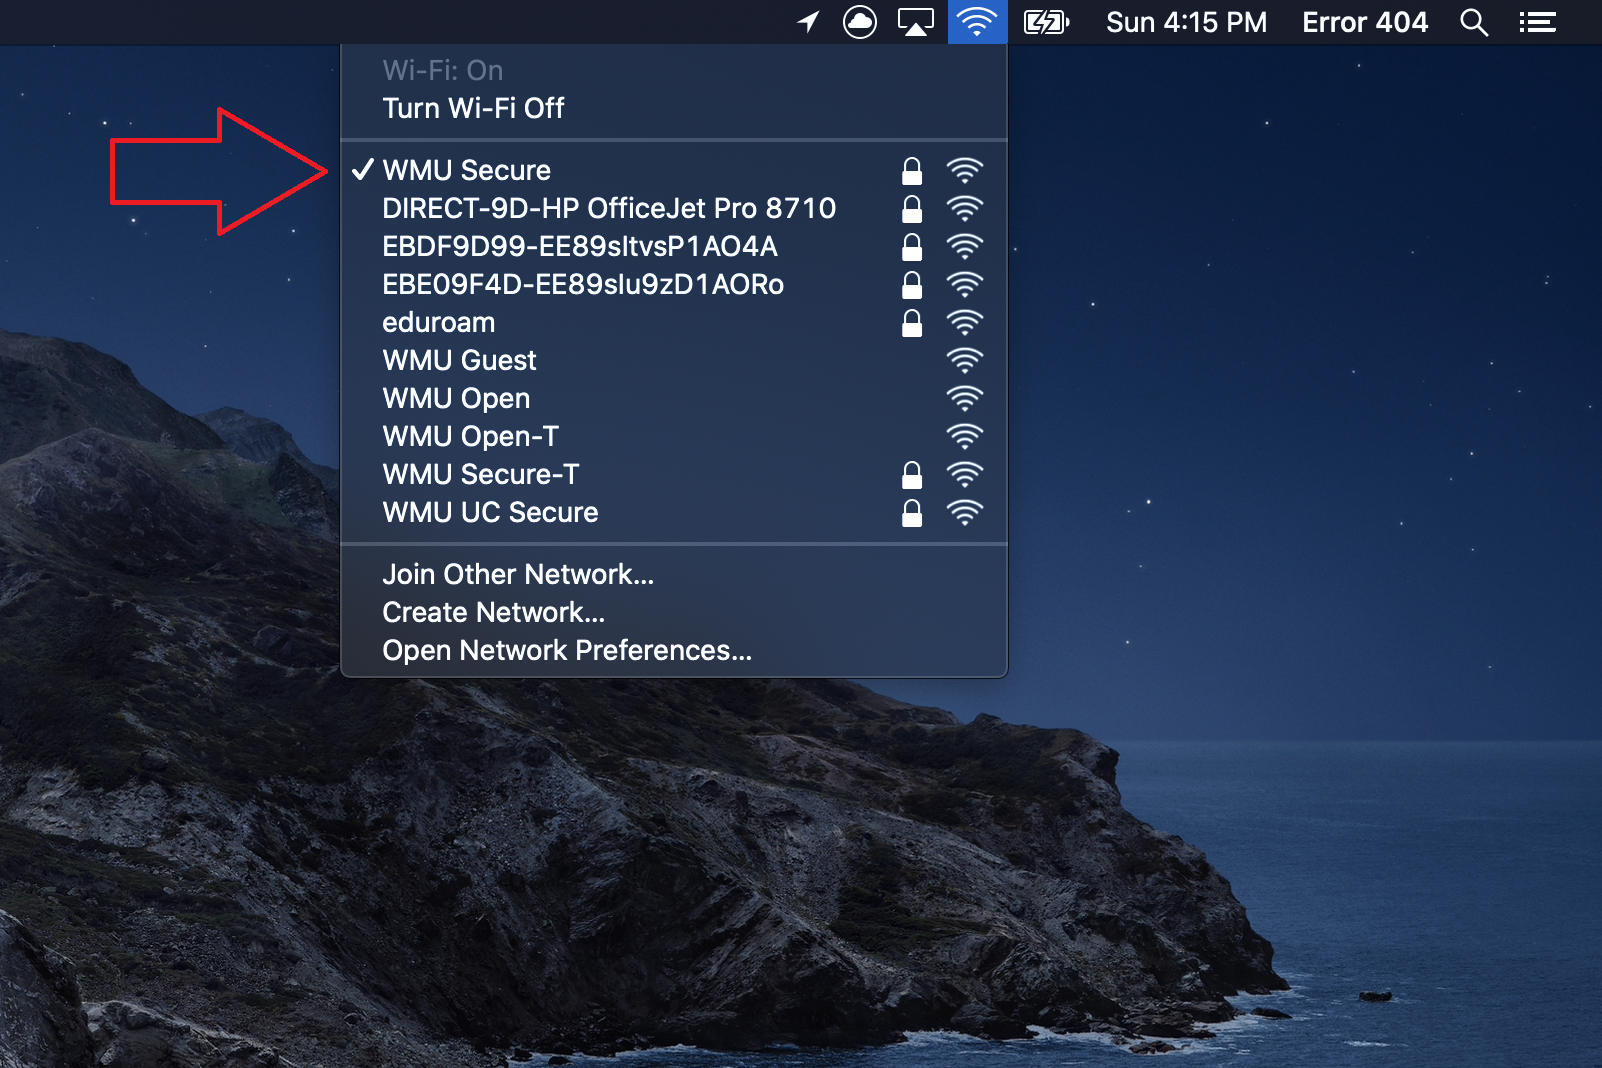 Sun 4:15 PM Error 404
Wi-Fi: On
Turn Wi-Fi Off
WMU Secure
DIRECT-9D-HP OfficeJet Pro 8710
EBDF9D99-EE89sItvsP1AO4A
EBE09F4D-EE89sIu9zD1AORo
eduroam
WMU Guest
WMU Open
WMU Open-T
WMU Secure-T
WMU UC Secure
Join Other Network...
Create Network...
Open Network Preferences...